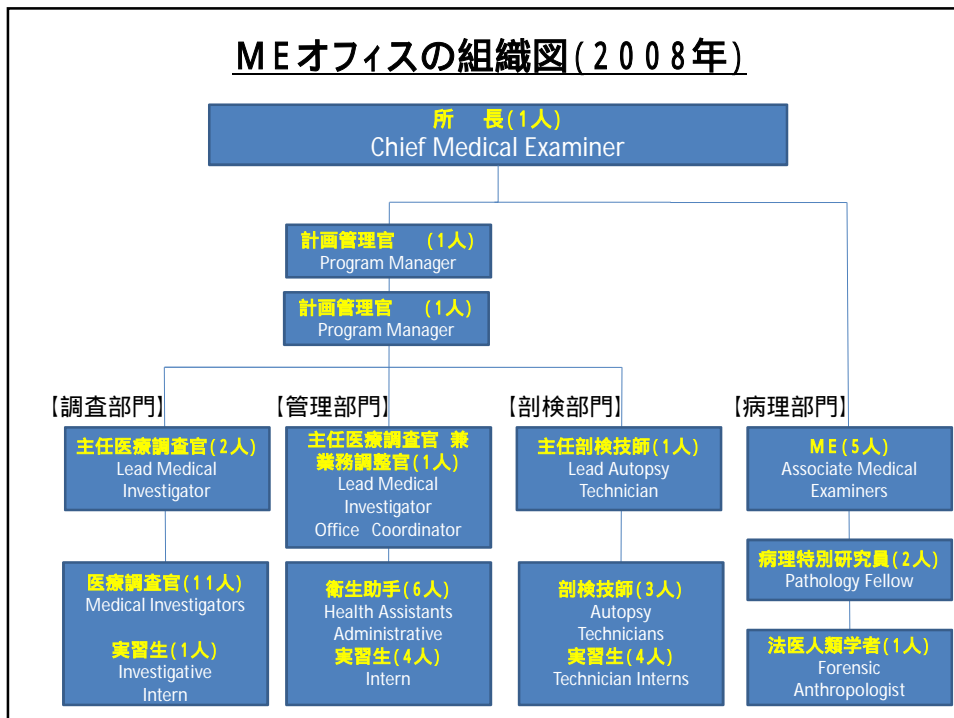 MEオフィスの組織図(2008年)
所　長(1人)
Chief Medical Examiner
計画管理官　(1人)
Program Manager
計画管理官　(1人)
Program Manager
【調査部門】
主任医療調査官(2人)
Lead Medical
Investigator
医療調査官(11人)
Medical Investigators
実習生(1人)
Investigative
Intern
【管理部門】
主任医療調査官 兼
業務調整官(1人)
Lead Medical
Investigator
Office Coordinator
衛生助手(6人)
Health Assistants
Administrative
実習生(4人)
Intern
【剖検部門】
主任剖検技師(1人)
Lead Autopsy
Technician
剖検技師(3人)
Autopsy
Technicians
実習生(4人)
Technician Interns
【病理部門】
ME(5人)
Associate Medical
Examiners
病理特別研究員(2人)
Pathology Fellow
法医人類学者(1人)
Forensic
Anthropologist